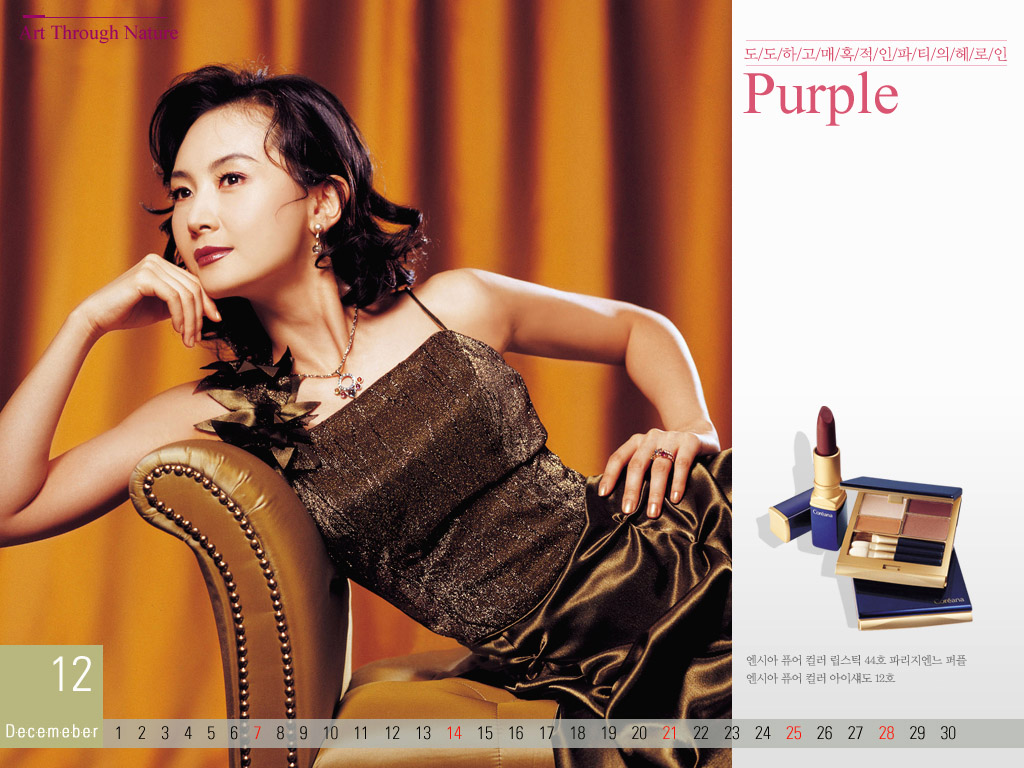 Art Through Nature
도/도/하/고/매/혹/적/인/파/티/의/헤/로/인
Purple
Coréana
Coréana
엔시아 퓨어 컬러 립스틱 44호 파리지엔느 퍼플
엔시아 퓨어 컬러 아이섀도 12호
12
Decemeber 1 2 3 4 5 6 7 8 9 10 11 12 13 14 15 16 17 18 19 20 21 22 23 24 25 26 27 28 29 30